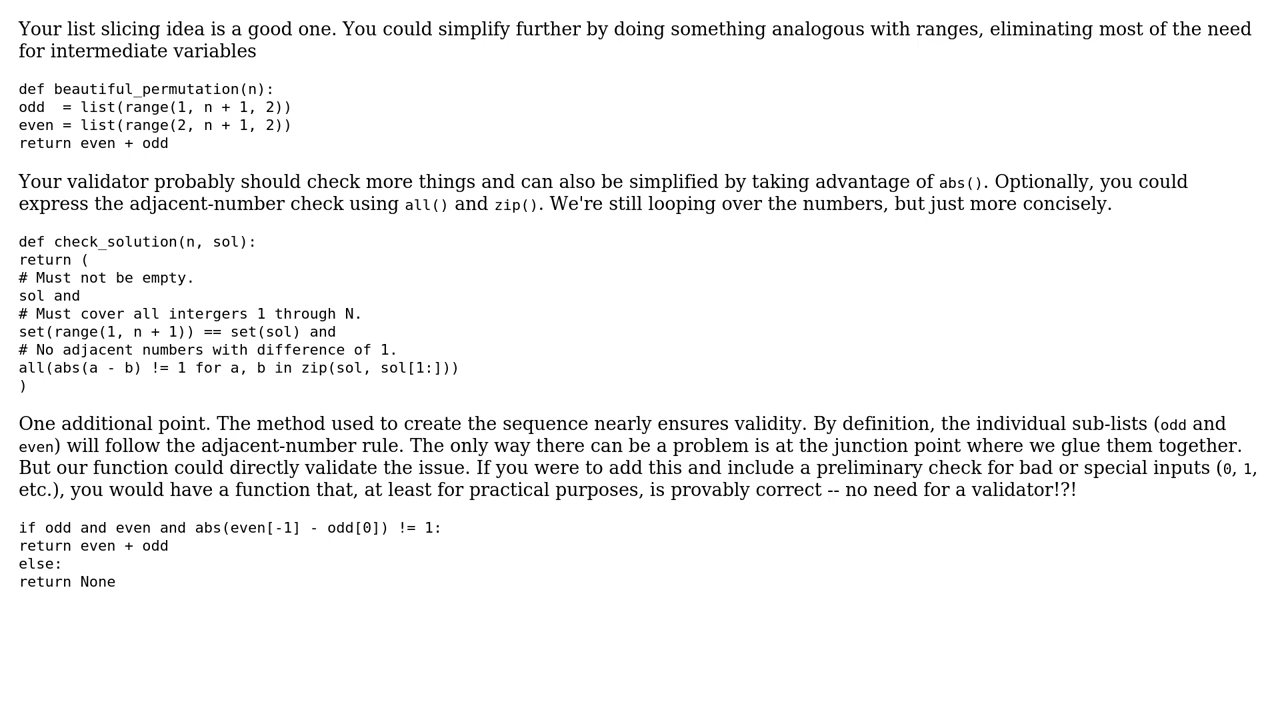 Your list slicing idea is a good one. You could simplify further by doing something analogous with ranges, eliminating most of the need
for intermediate variables
def beautiful_permutation(n):
odd  = list(range(1, n + 1, 2))
even = list(range(2, n + 1, 2))
return even + odd
Your validator probably should check more things and can also be simplified by taking advantage of abs(). Optionally, you could
express the adjacent-number check using all() and zip(). We're still looping over the numbers, but just more concisely.
def check_solution(n, sol):
return (
# Must not be empty.
sol and
# Must cover all intergers 1 through N.
set(range(1, n + 1)) == set(sol) and
# No adjacent numbers with difference of 1.
all(abs(a - b) != 1 for a, b in zip(sol, sol[1:]))
)
One additional point. The method used to create the sequence nearly ensures validity. By definition, the individual sub-lists (odd and
even) will follow the adjacent-number rule. The only way there can be a problem is at the junction point where we glue them together.
But our function could directly validate the issue. If you were to add this and include a preliminary check for bad or special inputs (0, 1,
etc.), you would have a function that, at least for practical purposes, is provably correct -- no need for a validator!?!
if odd and even and abs(even[-1] - odd[0]) != 1:
return even + odd
else:
return None